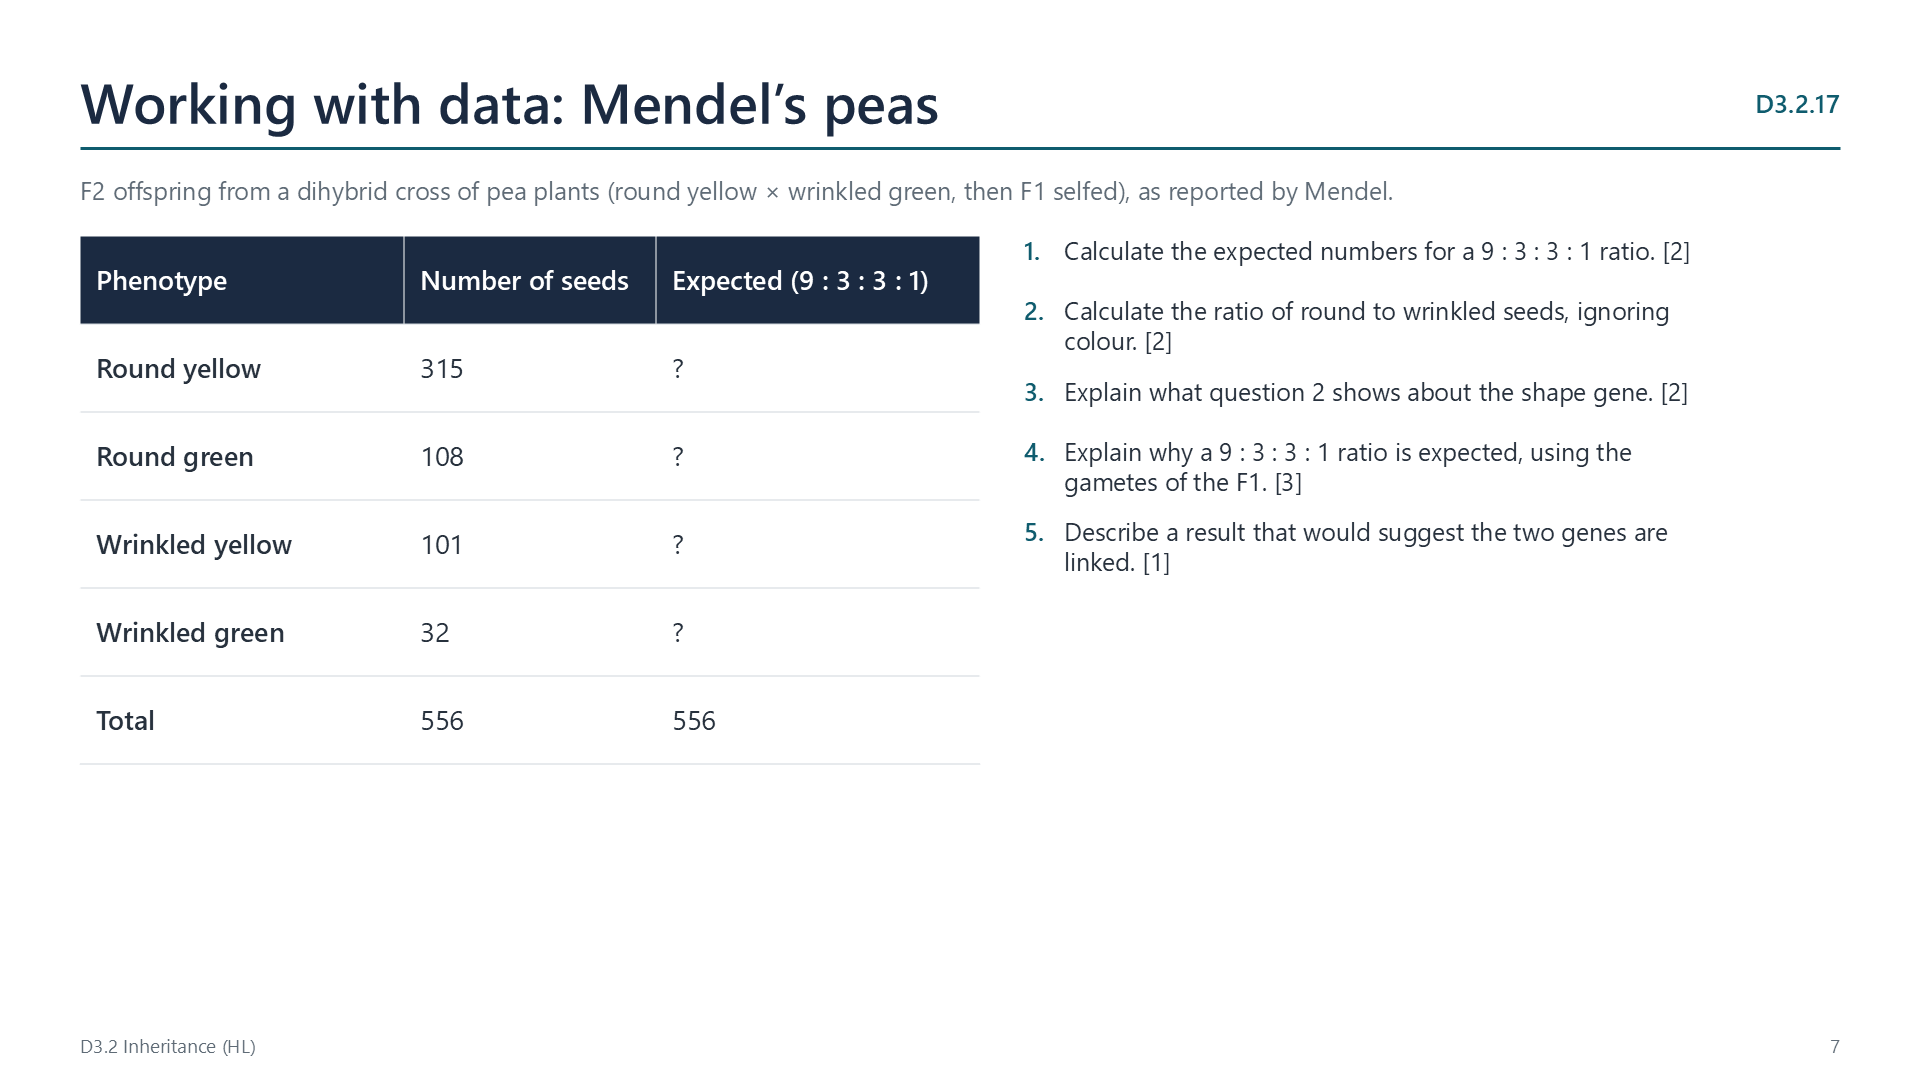 Working with data: Mendel’s peas
D3.2.17
F2 offspring from a dihybrid cross of pea plants (round yellow × wrinkled green, then F1 selfed), as reported by Mendel.
Phenotype Number of seeds Expected (9 : 3 : 3 : 1)
Round yellow 315 ?
Round green 108 ?
Wrinkled yellow 101 ?
Wrinkled green 32 ?
Total 556 556
1. Calculate the expected numbers for a 9 : 3 : 3 : 1 ratio. [2]
2. Calculate the ratio of round to wrinkled seeds, ignoring
colour. [2]
3. Explain what question 2 shows about the shape gene. [2]
4. Explain why a 9 : 3 : 3 : 1 ratio is expected, using the
gametes of the F1. [3]
5. Describe a result that would suggest the two genes are
linked. [1]
D3.2 Inheritance (HL)
7